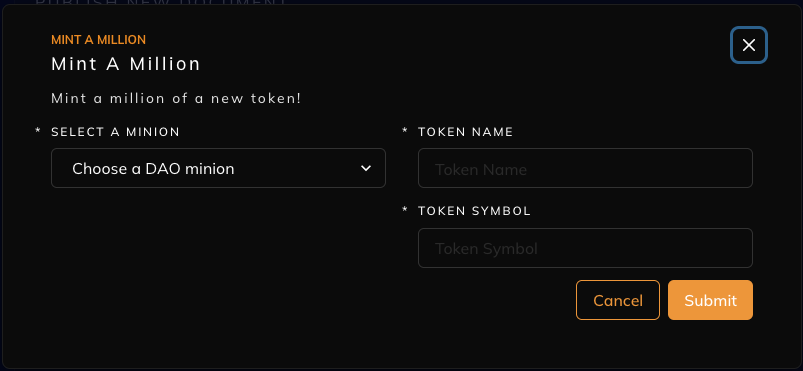 PUBLISH NEW DOCUMENT
MINT A MILLION
Mint A Million
Mint a million of a new token!
* SELECT A MINION
Choose a DAO minion
* TOKEN NAME
Token Name
* TOKEN SYMBOL
Token Symbol
Cancel
Submit